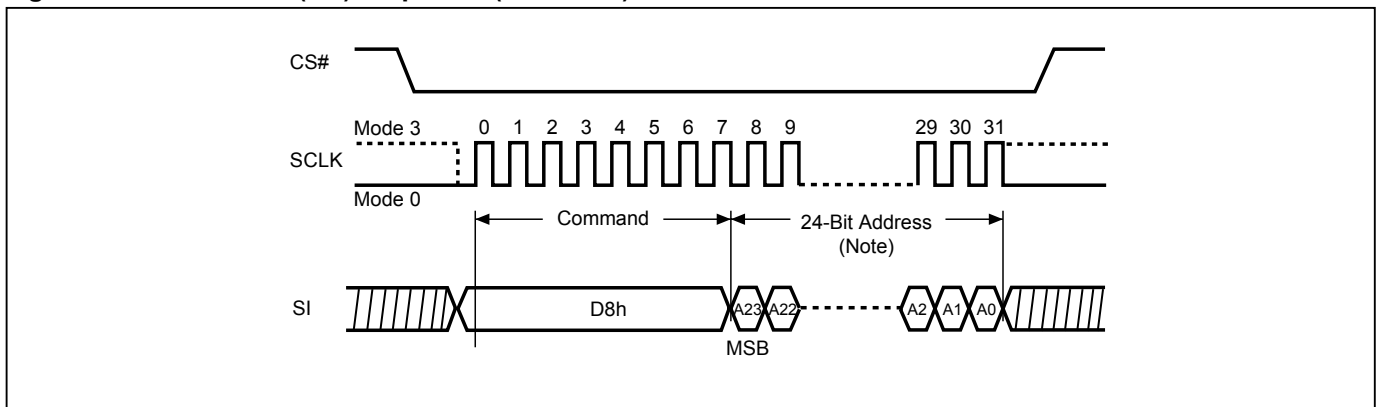 CS#
Mode 3
0 1 2 3 4 5 6 7 8 9 29 30 31
SCLK
Mode 0
Command
24-Bit Address
(Note)
SI
D8h
A23 A22 A2 A1 A0
MSB